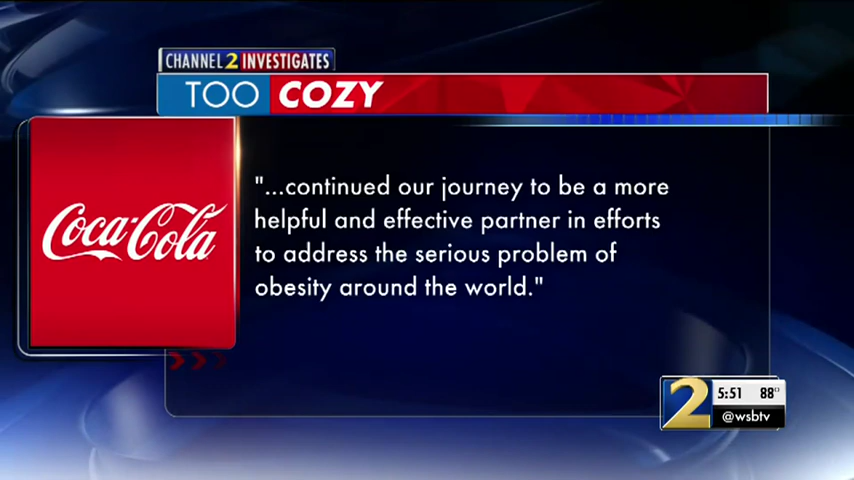 CHANNEL 2 INVESTIGATES
TOO COZY
Coca-Cola
"...continued our journey to be a more
helpful and effective partner in efforts
to address the serious problem of
obesity around the world."
2
5:51 88°
@wsbtv